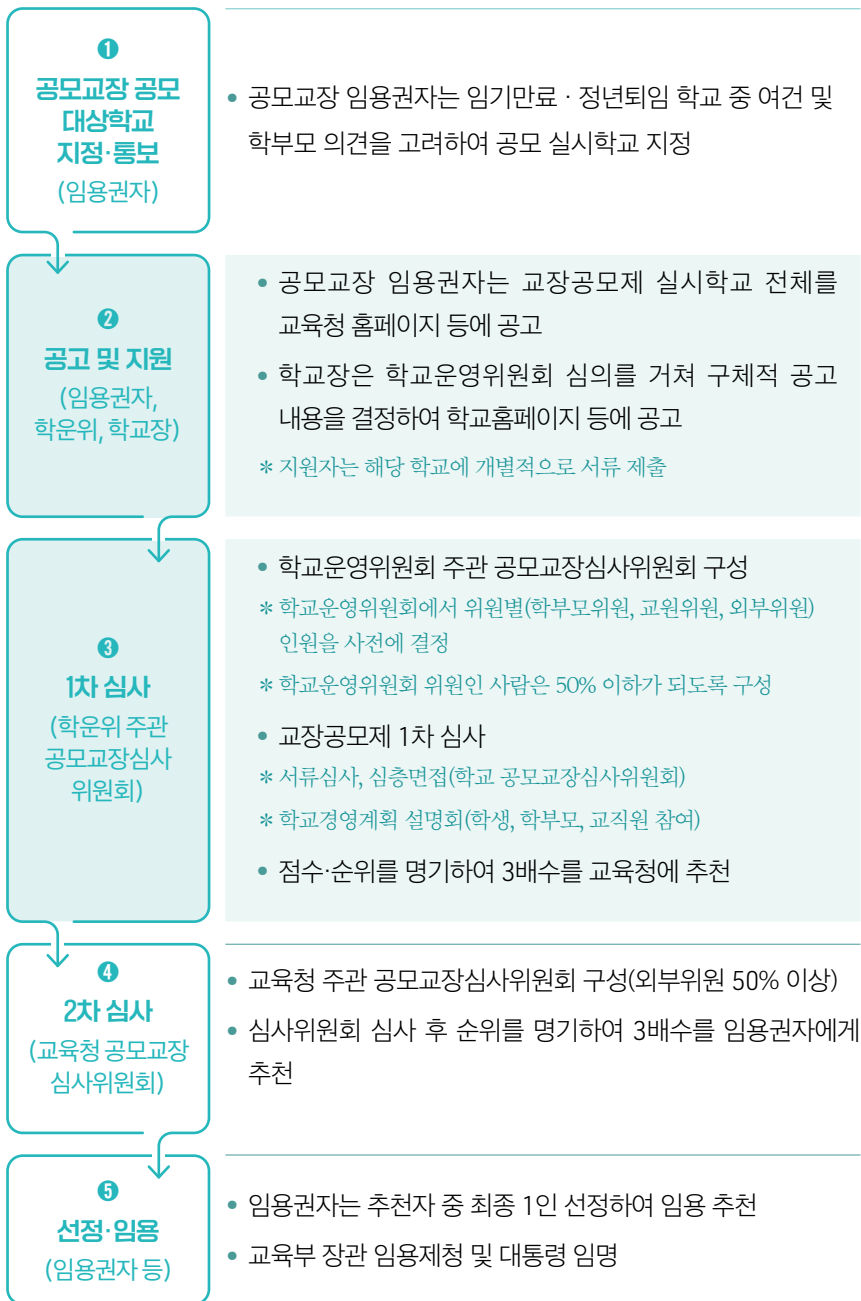 ❶
공모교장 공모
대상학교
지정·통보
(임용권자)
• 공모교장 임용권자는 임기만료·정년퇴임 학교 중 여건 및
학부모 의견을 고려하여 공모 실시학교 지정
❷
공고 및 지원
(임용권자,
학운위, 학교장)
• 공모교장 임용권자는 교장공모제 실시학교 전체를
교육청 홈페이지 등에 공고
• 학교장은 학교운영위원회 심의를 거쳐 구체적 공고
내용을 결정하여 학교홈페이지 등에 공고
* 지원자는 해당 학교에 개별적으로 서류 제출
❸
1차 심사
(학운위 주관
공모교장심사
위원회)
• 학교운영위원회 주관 공모교장심사위원회 구성
* 학교운영위원회에서 위원별(학부모위원, 교원위원, 외부위원)
인원을 사전에 결정
* 학교운영위원회 위원인 사람은 50% 이하가 되도록 구성
• 교장공모제 1차 심사
* 서류심사, 심층면접(학교 공모교장심사위원회)
* 학교경영계획 설명회(학생, 학부모, 교직원 참여)
• 점수·순위를 명기하여 3배수를 교육청에 추천
❹
2차 심사
(교육청 공모교장
심사위원회)
• 교육청 주관 공모교장심사위원회 구성(외부위원 50% 이상)
• 심사위원회 심사 후 순위를 명기하여 3배수를 임용권자에게
추천
❺
선정·임용
(임용권자 등)
• 임용권자는 추천자 중 최종 1인 선정하여 임용 추천
• 교육부 장관 임용제청 및 대통령 임명